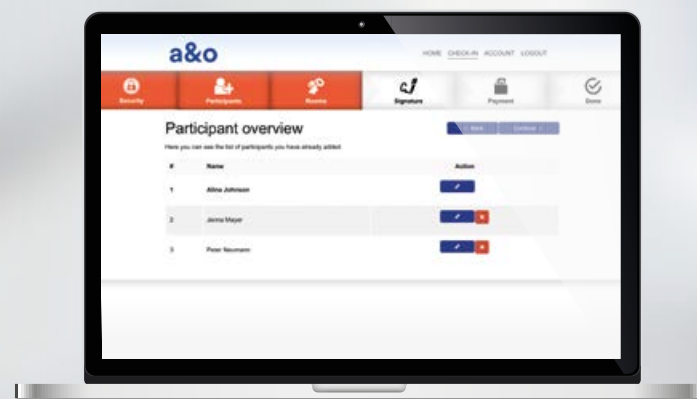 a&o
HOME CHECK-IN ACCOUNT LOGOUT
Security Participants Rooms Signature Payment Done
Participant overview
Back Continue
Here you can see the list of participants you have already added.
# Name Action
1 Alina Johnson
2 Jenna Mayer
3 Peter Neumann